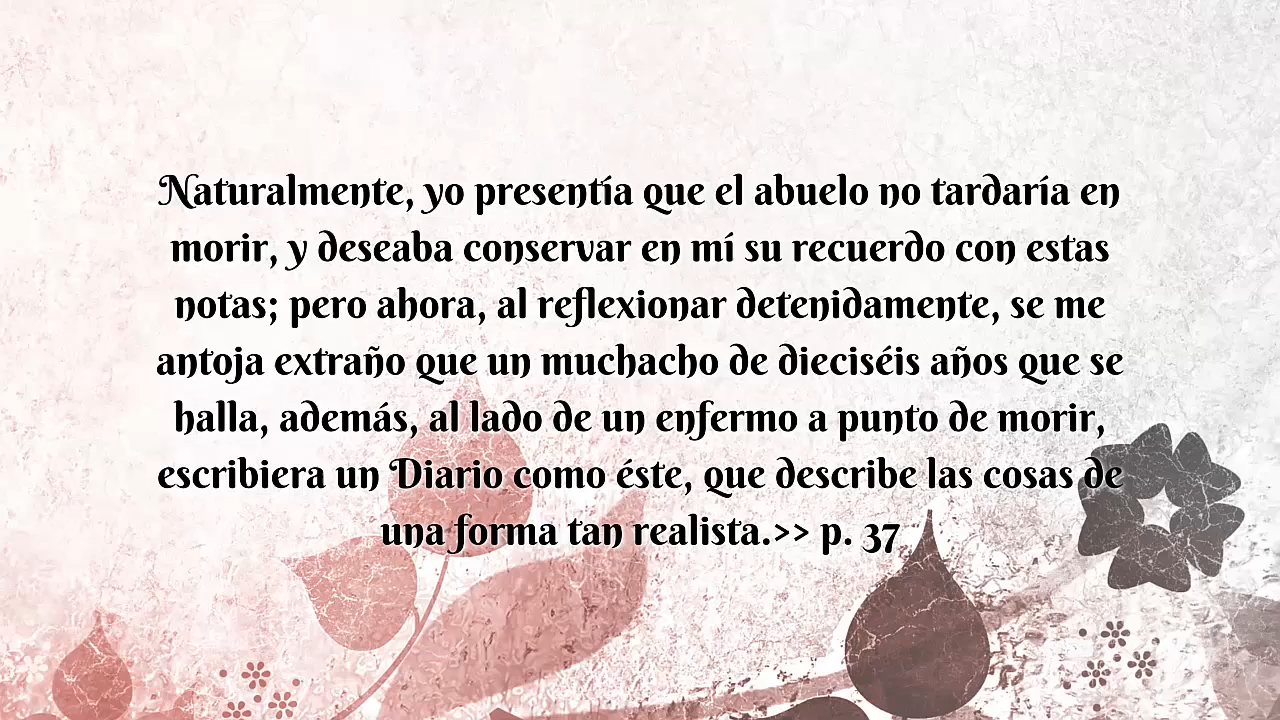 Naturalmente, yo presentía que el abuelo no tardaría en
morir, y deseaba conservar en mí su recuerdo con estas
notas; pero ahora, al reflexionar detenidamente, se me
antoja extraño que un muchacho de dieciséis años que se
halla, además, al lado de un enfermo a punto de morir,
escribiera un Diario como éste, que describe las cosas de
una forma tan realista.>> p. 37